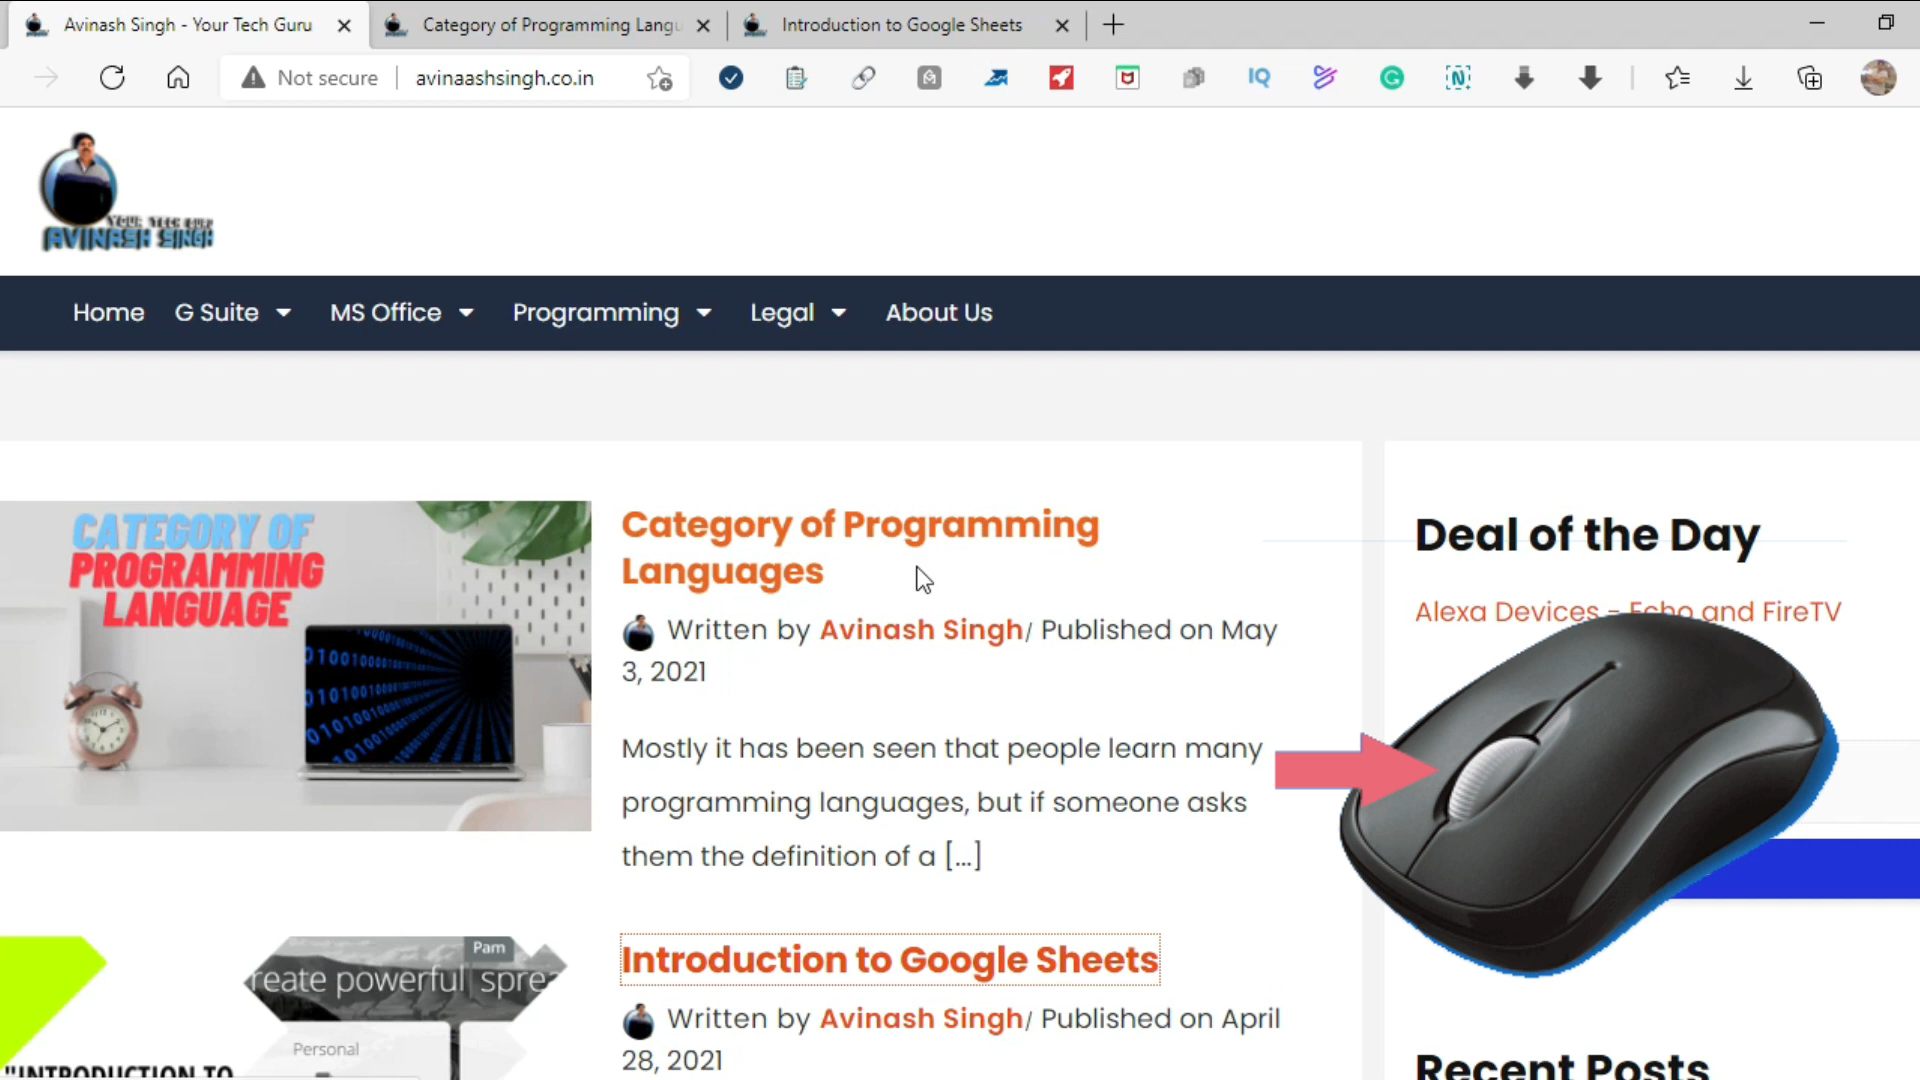 Avinash Singh - Your Tech Guru
Category of Programming Langu
Introduction to Google Sheets
Not secure
avinaashsingh.co.in
IQ
YOUR TECH GURU
AVINASH SINGH
Home
G Suite
MS Office
Programming
Legal
About Us
CATEGORY OF
PROGRAMMING
LANGUAGE
Category of Programming
Languages
Written by Avinash Singh/ Published on May
3, 2021
Mostly it has been seen that people learn many
programming languages, but if someone asks
them the definition of a [...]
Pam
reate powerful spre
Personal
"INTRODUCTION TO
Introduction to Google Sheets
Written by Avinash Singh/ Published on April
28, 2021
Deal of the Day
Alexa Devices - Echo and FireTV
Recent Posts